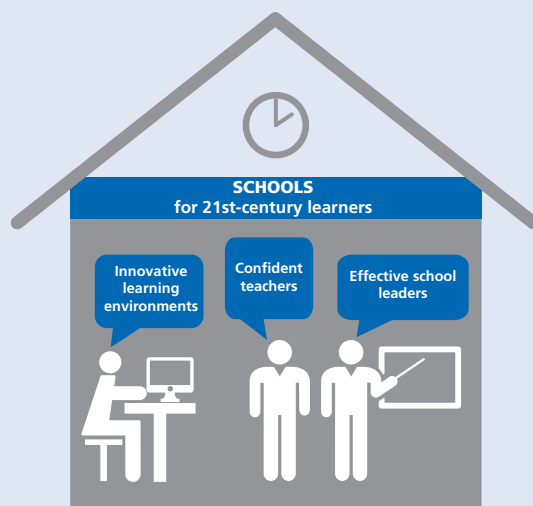 SCHOOLS
for 21st-century learners
Innovative
learning
environments
Confident
teachers
Effective school
leaders